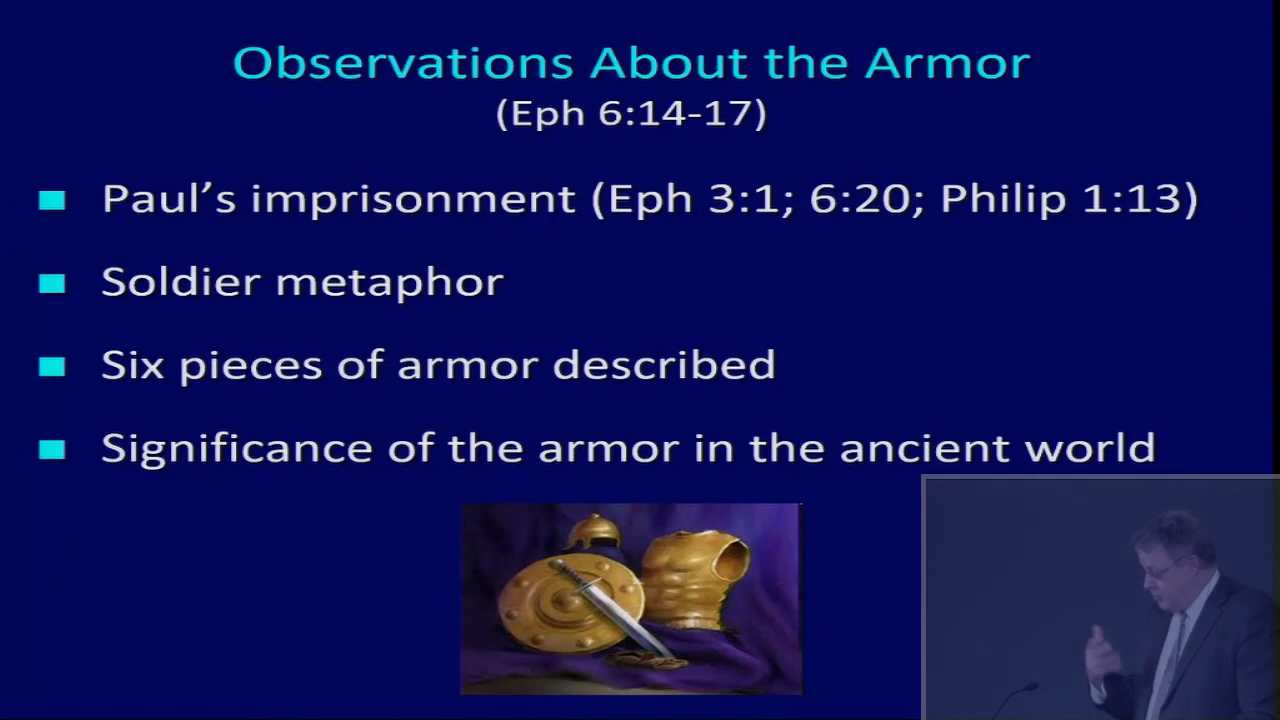 Observations About the Armor
(Eph 6:14-17)
Paul’s imprisonment (Eph 3:1; 6:20; Philip 1:13)
Soldier metaphor
Six pieces of armor described
Significance of the armor in the ancient world